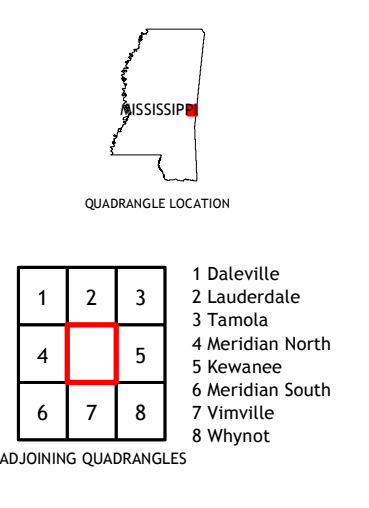 MISSISSIPPI
QUADRANGLE LOCATION
1 2 3
4 5
6 7 8
1 Daleville
2 Lauderdale
3 Tamola
4 Meridian North
5 Kewanee
6 Meridian South
7 Vimville
8 Whynot
ADJOINING QUADRANGLES